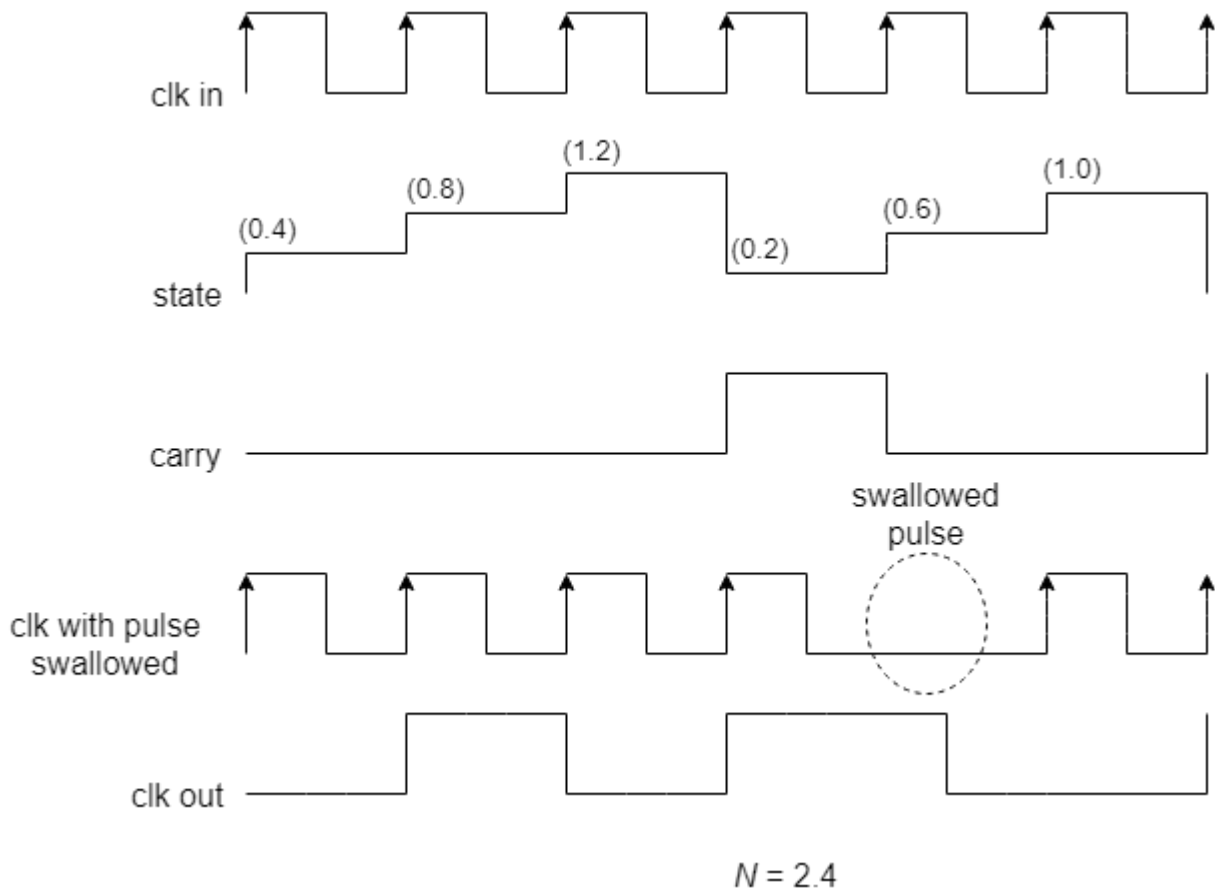 clk in
(0.4)
(0.8)
(1.2)
(0.2)
(0.6)
(1.0)
state
carry
swallowed
pulse
clk with pulse
swallowed
clk out
N = 2.4